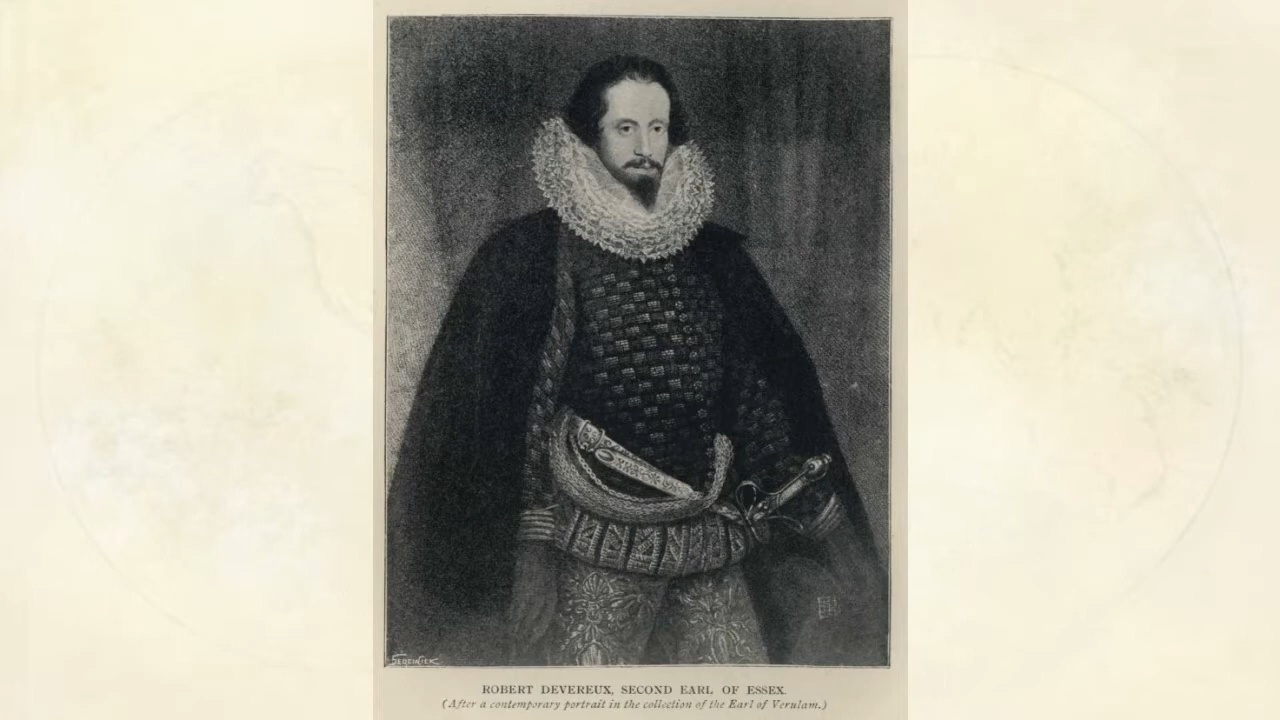 ROBERT DEVEREUX, SECOND EARL OF ESSEX.
(After a contemporary portrait in the collection of the Earl of Verulam.)